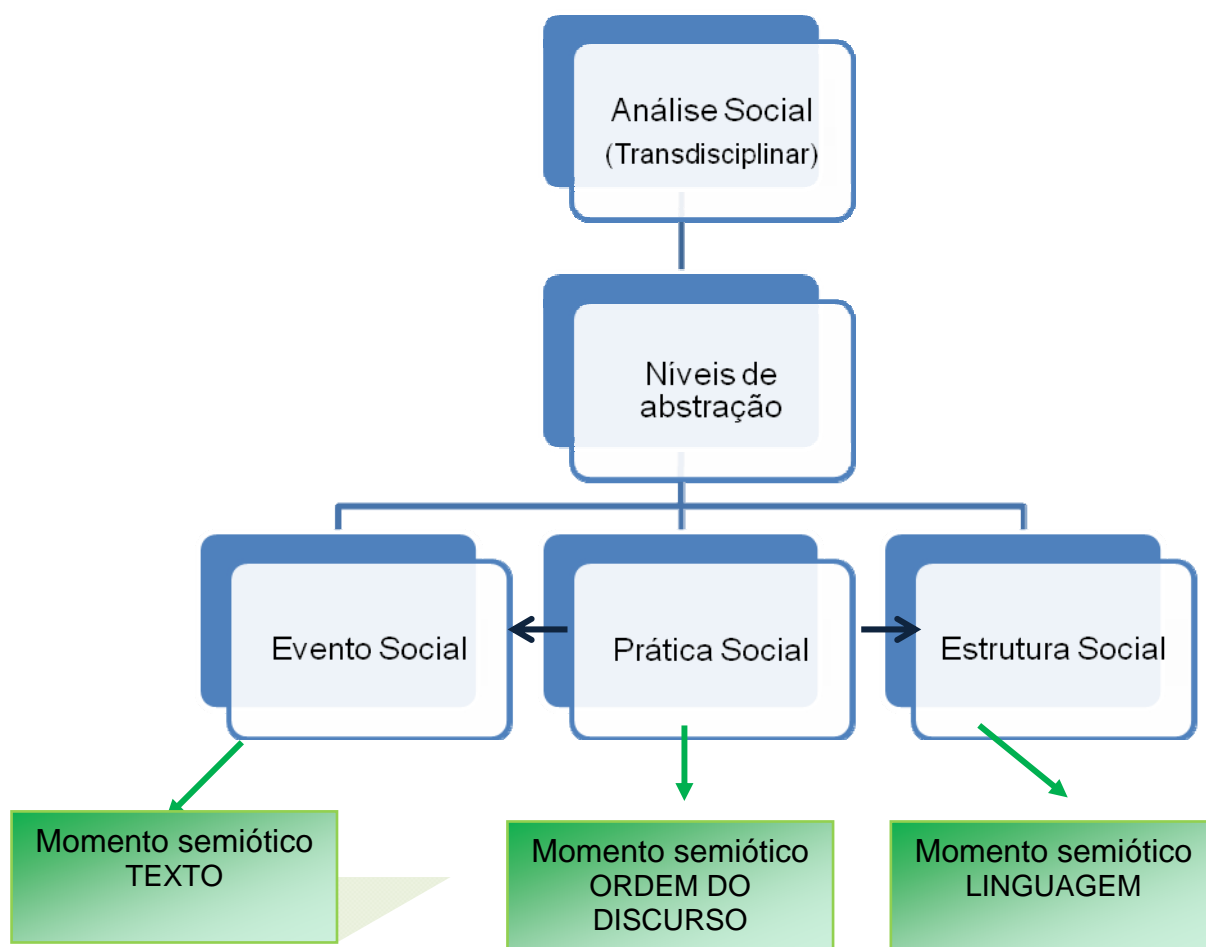 Análise Social
(Transdisciplinar)
Níveis de
abstração
Evento Social
Prática Social
Estrutura Social
Momento semiótico
TEXTO
Momento semiótico
ORDEM DO
DISCURSO
Momento semiótico
LINGUAGEM